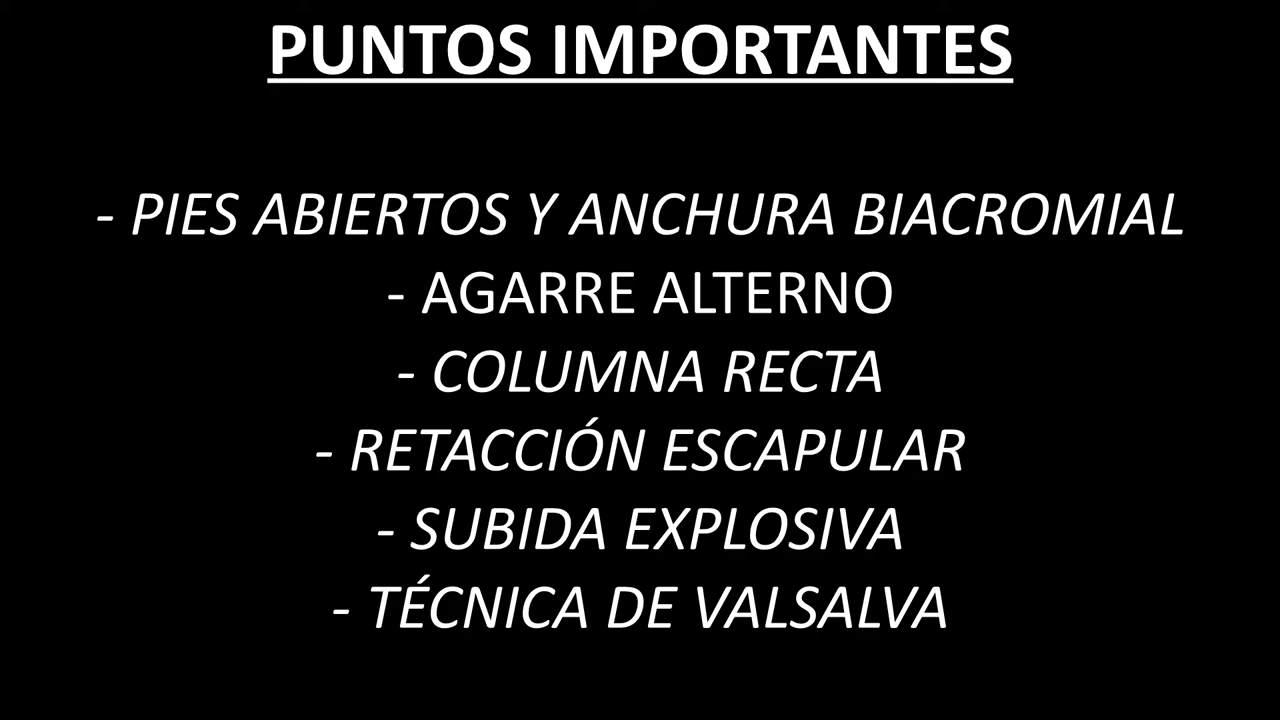 PUNTOS IMPORTANTES
- PIES ABIERTOS Y ANCHURA BIACROMIAL
- AGARRE ALTERNO
- COLUMNA RECTA
- RETACCIÓN ESCAPULAR
- SUBIDA EXPLOSIVA
- TÉCNICA DE VALSALVA